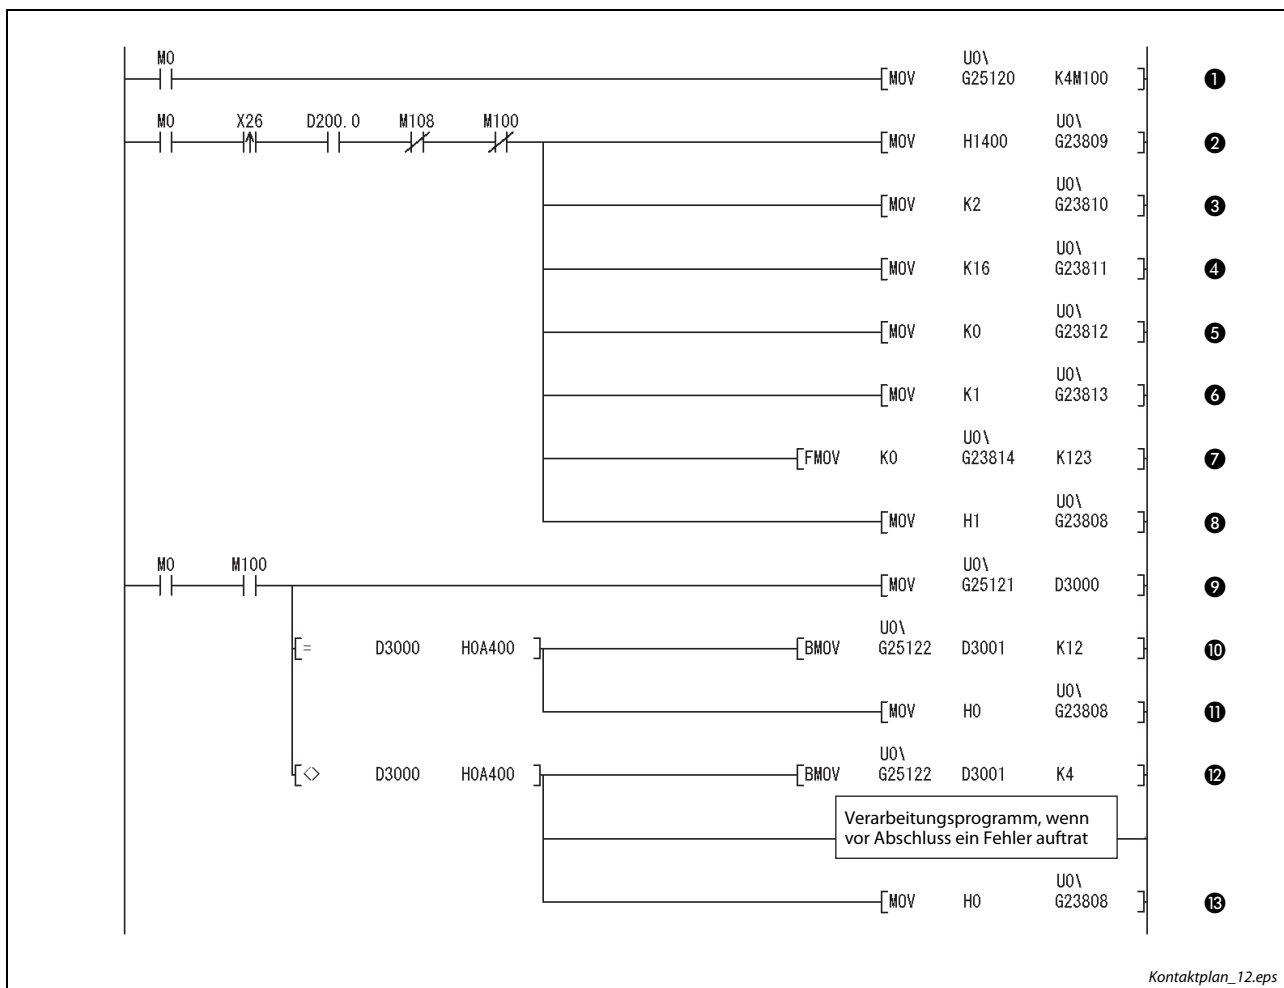 M0 U0\
[MOV G25120 K4M100 ] ❶
M0 X26 D200.0 M108 M100 U0\
[MOV H1400 G23809 ] ❷
U0\
[MOV K2 G23810 ] ❸
U0\
[MOV K16 G23811 ] ❹
U0\
[MOV K0 G23812 ] ❺
U0\
[MOV K1 G23813 ] ❻
U0\
[FMOV K0 G23814 K123 ] ❼
U0\
[MOV H1 G23808 ] ❽
M0 M100 U0\
[MOV G25121 D3000 ] ❾
U0\
[= D3000 H0A400 ] [BMOV G25122 D3001 K12 ] ❿
U0\
[MOV H0 G23808 ] ⓫
U0\
[<> D3000 H0A400 ] [BMOV G25122 D3001 K4 ] ⓬
Verarbeitungsprogramm, wenn
vor Abschluss ein Fehler auftrat
U0\
[MOV H0 G23808 ] ⓭
Kontaktplan_12.eps